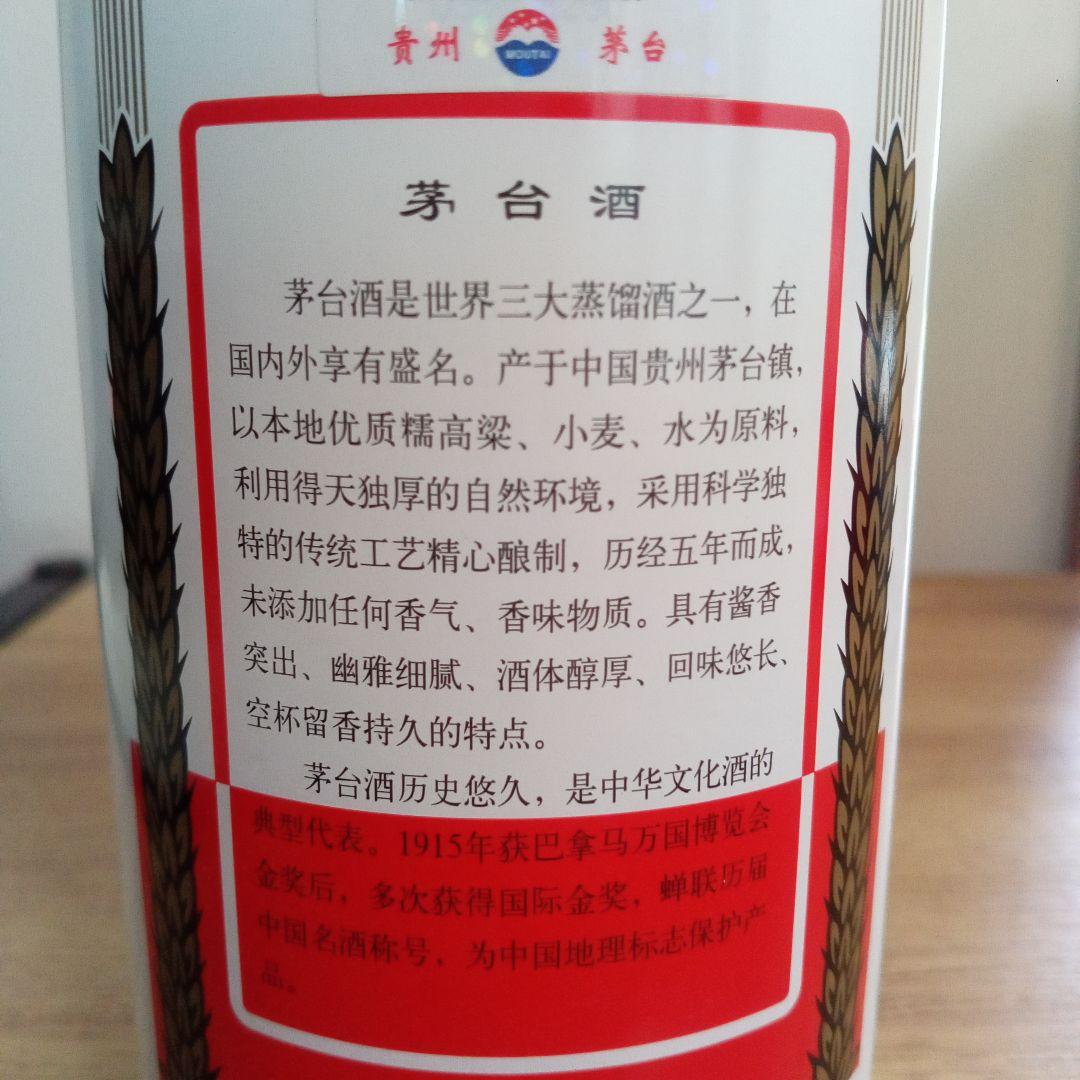 贵州 MOUTAI 茅台
茅台酒
茅台酒是世界三大蒸馏酒之一，在
国内外享有盛名。产于中国贵州茅台镇，
以本地优质糯高粱、小麦、水为原料，
利用得天独厚的自然环境，采用科学独
特的传统工艺精心酿制，历经五年而成，
未添加任何香气、香味物质。具有酱香
突出、幽雅细腻、酒体醇厚、回味悠长、
空杯留香持久的特点。
茅台酒历史悠久，是中华文化酒的
典型代表。1915年获巴拿马万国博览会
金奖后，多次获得国际金奖，蝉联历届
中国名酒称号，为中国地理标志保护产
品。